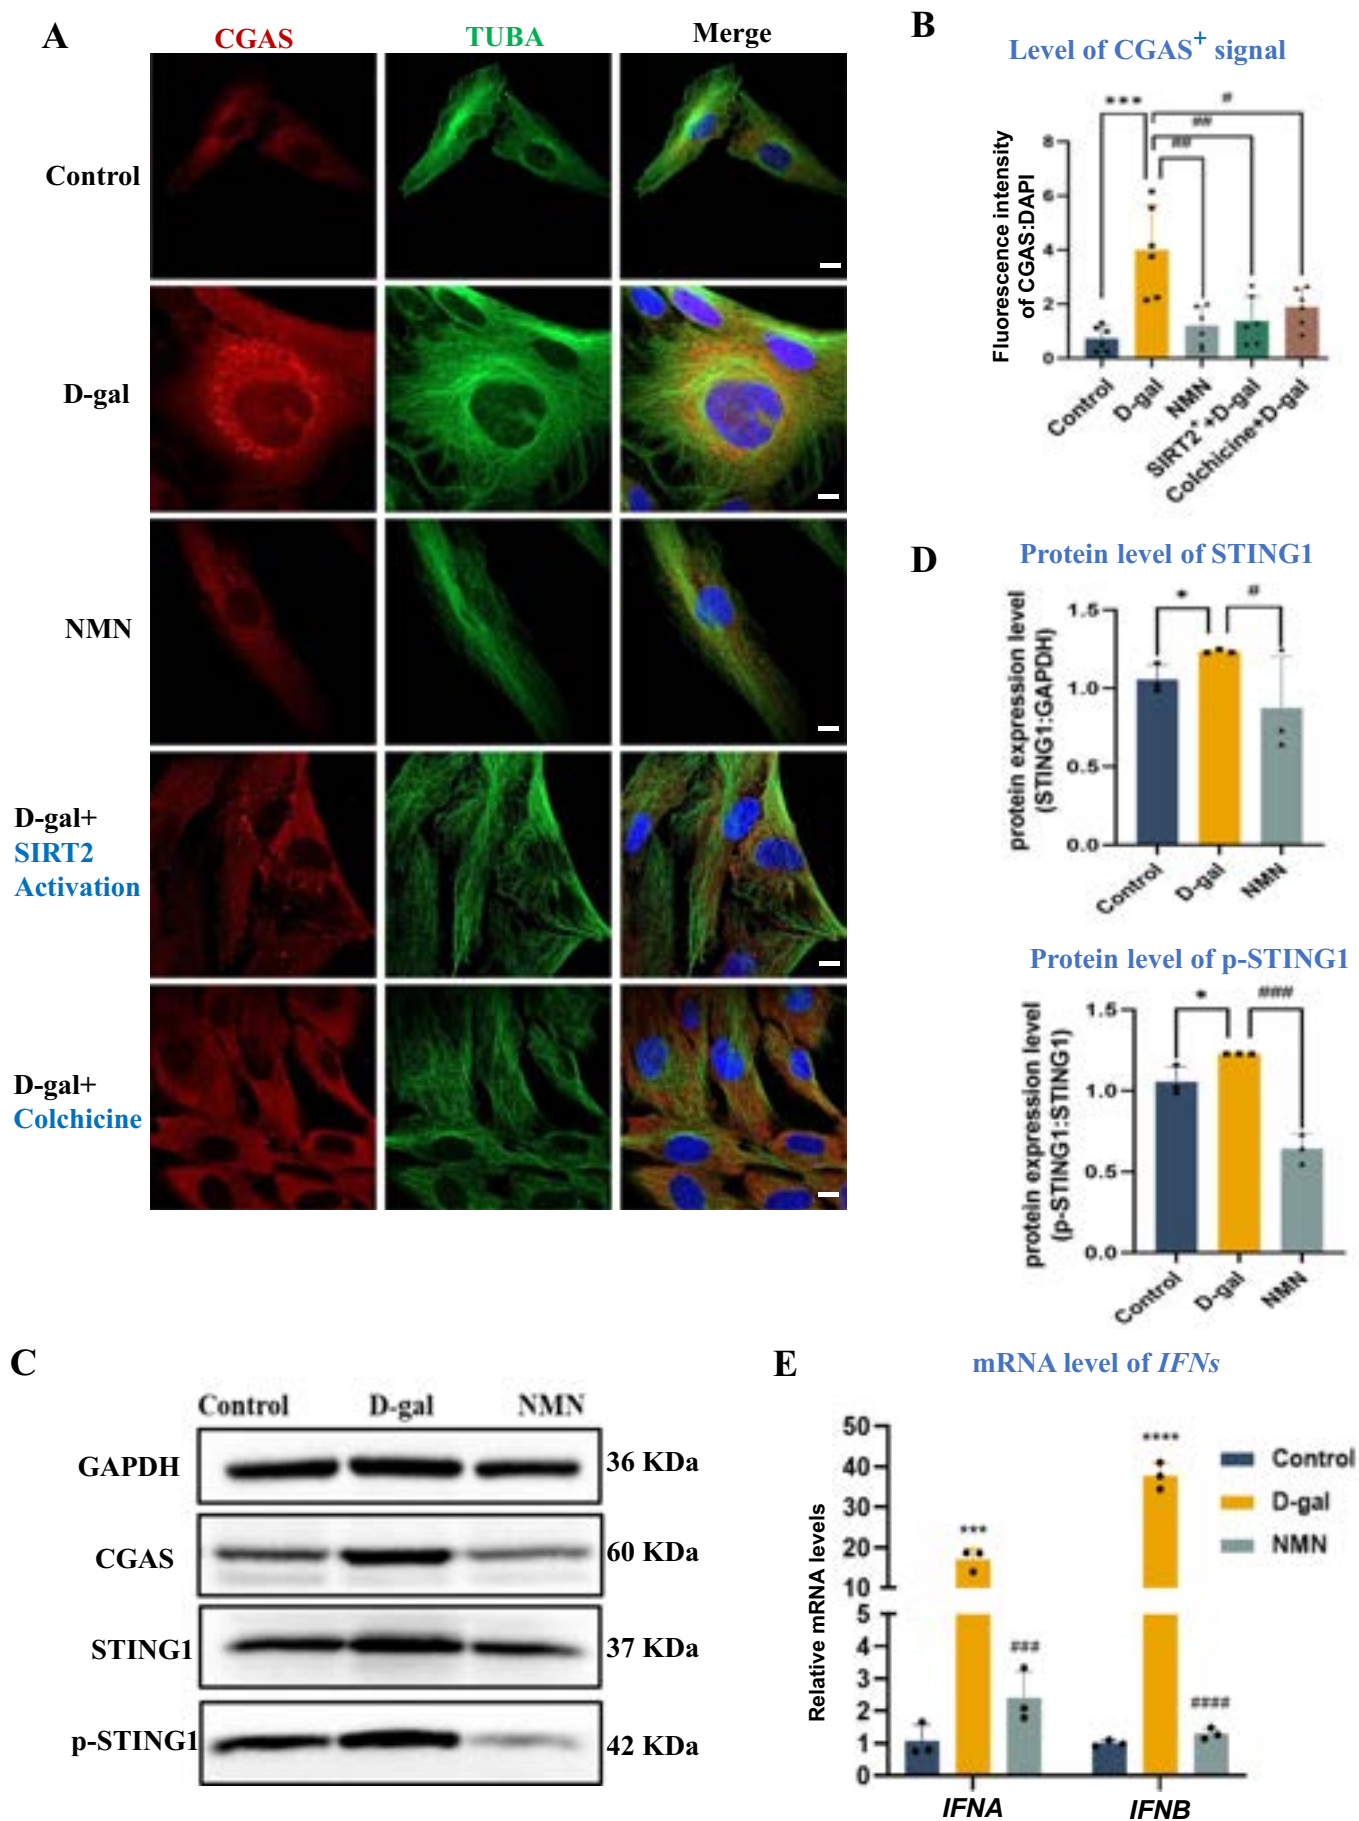 A
CGAS
TUBA
Merge
Control
D-gal
NMN
D-gal+
SIRT2
Activation
D-gal+
Colchicine
B
Level of CGAS+ signal
Fluorescence intensity
of CGAS:DAPI
***
#
##
##
8
6
4
2
0
Control
D-gal
NMN
SIRT2*+D-gal
Colchicine+D-gal
D
Protein level of STING1
protein expression level
(STING1:GAPDH)
*
#
1.5
1.0
0.5
0.0
Control
D-gal
NMN
Protein level of p-STING1
protein expression level
(p-STING1:STING1)
*
###
1.5
1.0
0.5
0.0
Control
D-gal
NMN
C
Control D-gal NMN
GAPDH 36 KDa
CGAS 60 KDa
STING1 37 KDa
p-STING1 42 KDa
E
mRNA level of IFNs
Relative mRNA levels
50
40
30
20
10
5
4
3
2
1
0
***
###
****
####
Control
D-gal
NMN
IFNA
IFNB